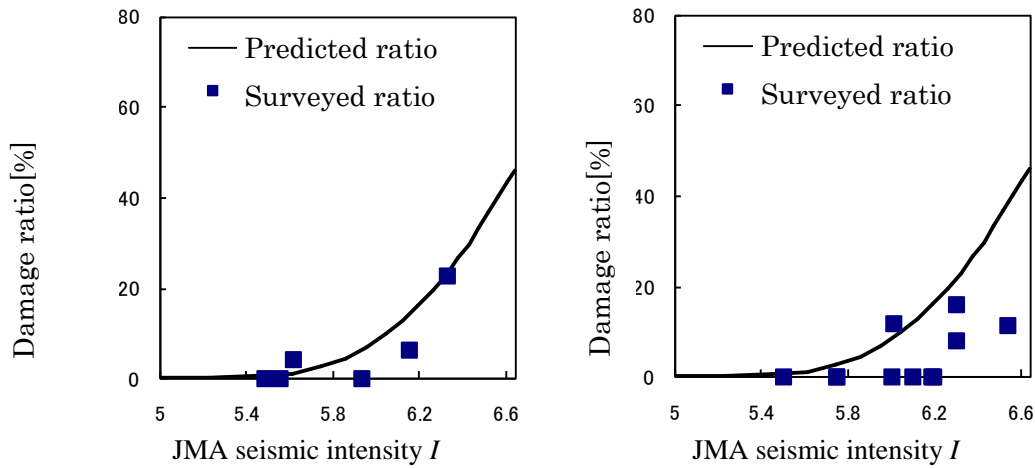 80
Predicted ratio
Surveyed ratio
60
40
20
0
5
5.4
5.8
6.2
6.6
Damage ratio[%]
JMA seismic intensity I
80
Predicted ratio
Surveyed ratio
60
40
20
0
5
5.4
5.8
6.2
6.6
Damage ratio[%]
JMA seismic intensity I